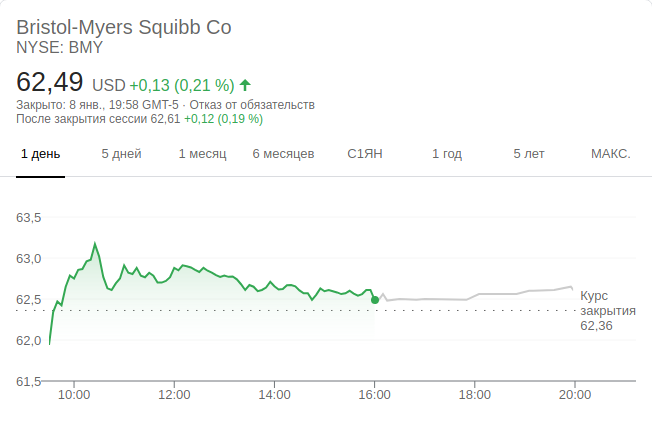 Bristol-Myers Squibb Co
NYSE: BMY
62,49 USD +0,13 (0,21 %)
Закрыто: 8 янв., 19:58 GMT-5 · Отказ от обязательств
После закрытия сессии 62,61 +0,12 (0,19 %)
1 день 5 дней 1 месяц 6 месяцев С1ЯН 1 год 5 лет МАКС.
63,5
63,0
62,5
62,0
61,5
Курс
закрытия
62,36
10:00 12:00 14:00 16:00 18:00 20:00